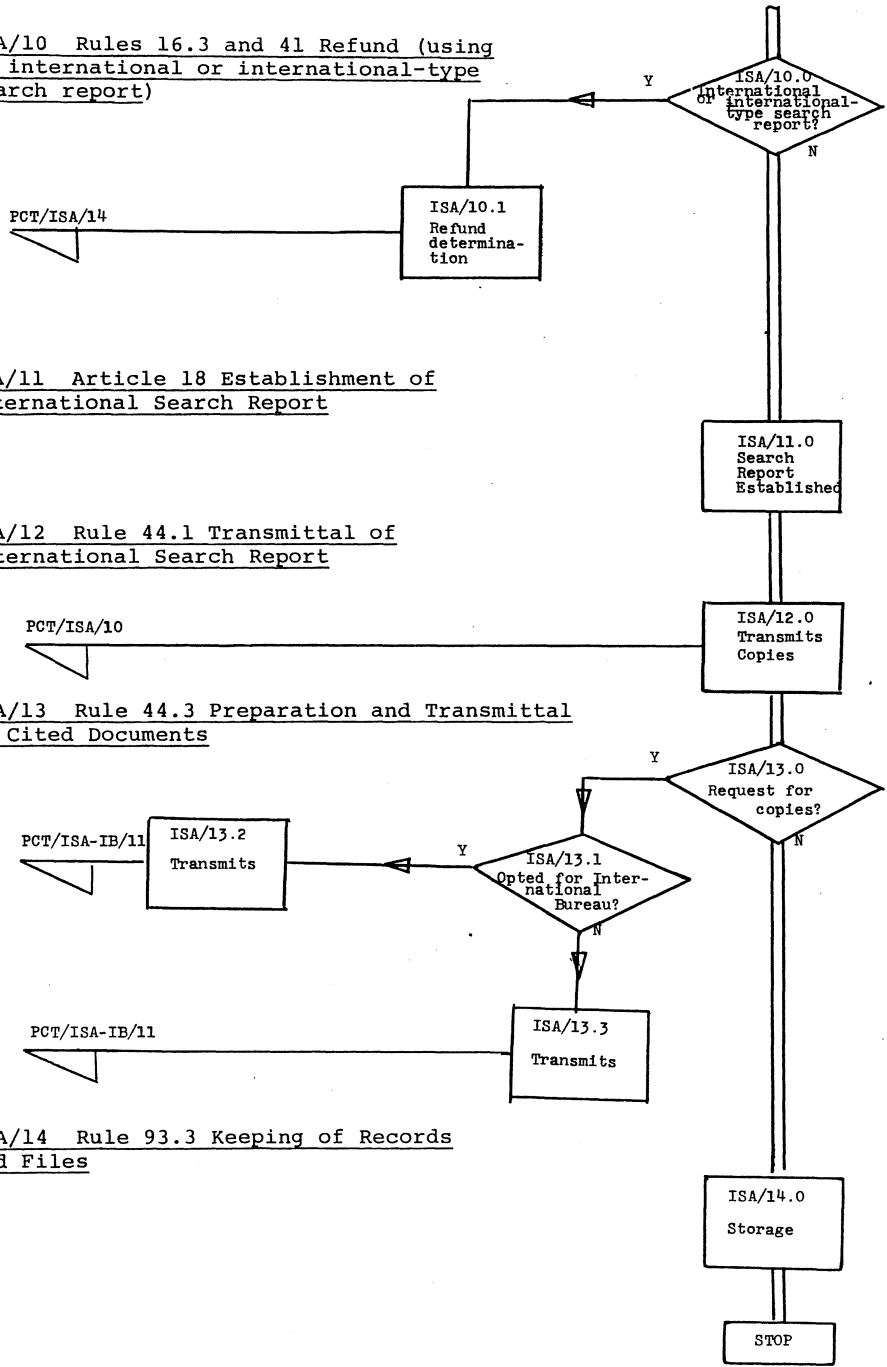 A/10 Rules 16.3 and 41 Refund (using
international or international-type
arch report)
Y
ISA/10.0
International
or international-
type search
report?
N
PCT/ISA/14
ISA/10.1
Refund
determina-
tion
A/11 Article 18 Establishment of
ternational Search Report
ISA/11.0
Search
Report
Established
A/12 Rule 44.1 Transmittal of
ternational Search Report
PCT/ISA/10
ISA/12.0
Transmits
Copies
A/13 Rule 44.3 Preparation and Transmittal
Cited Documents
Y
ISA/13.0
Request for
copies?
N
PCT/ISA-IB/11
ISA/13.2
Transmits
Y
ISA/13.1
Opted for Inter-
national
Bureau?
N
PCT/ISA-IB/11
ISA/13.3
Transmits
A/14 Rule 93.3 Keeping of Records
d Files
ISA/14.0
Storage
STOP